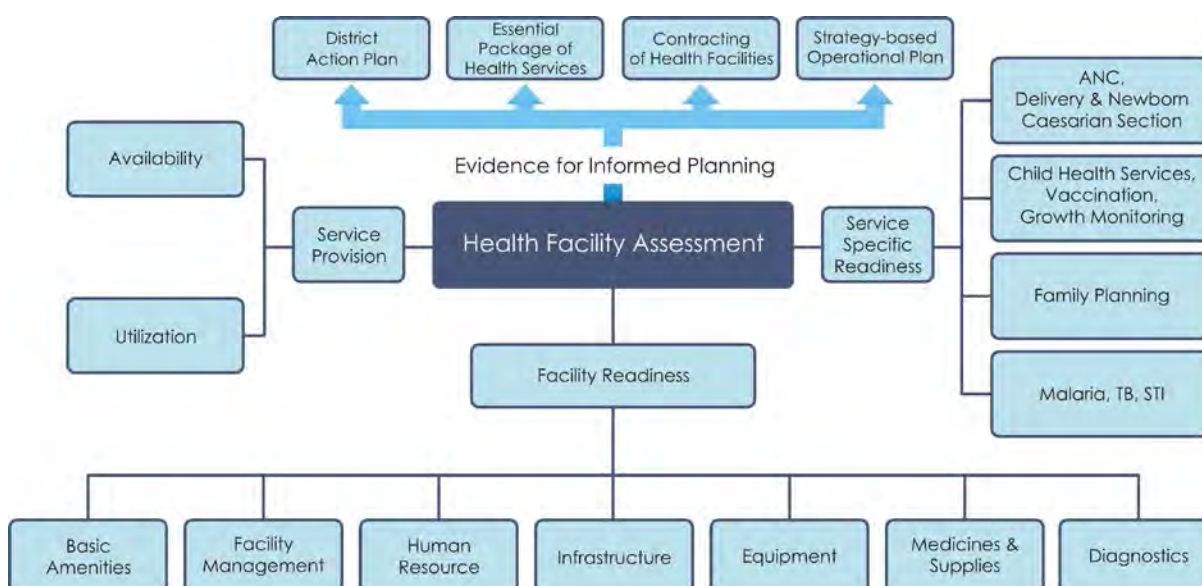 District
Action Plan
Essential
Package of
Health Services
Contracting
of Health Facilities
Strategy-based
Operational Plan
ANC,
Delivery & Newborn
Caesarian Section
Availability
Evidence for Informed Planning
Child Health Services,
Vaccination,
Growth Monitoring
Service
Provision
Health Facility Assessment
Service
Specific
Readiness
Family Planning
Utilization
Facility Readiness
Malaria, TB, STI
Basic
Amenities
Facility
Management
Human
Resource
Infrastructure
Equipment
Medicines &
Supplies
Diagnostics